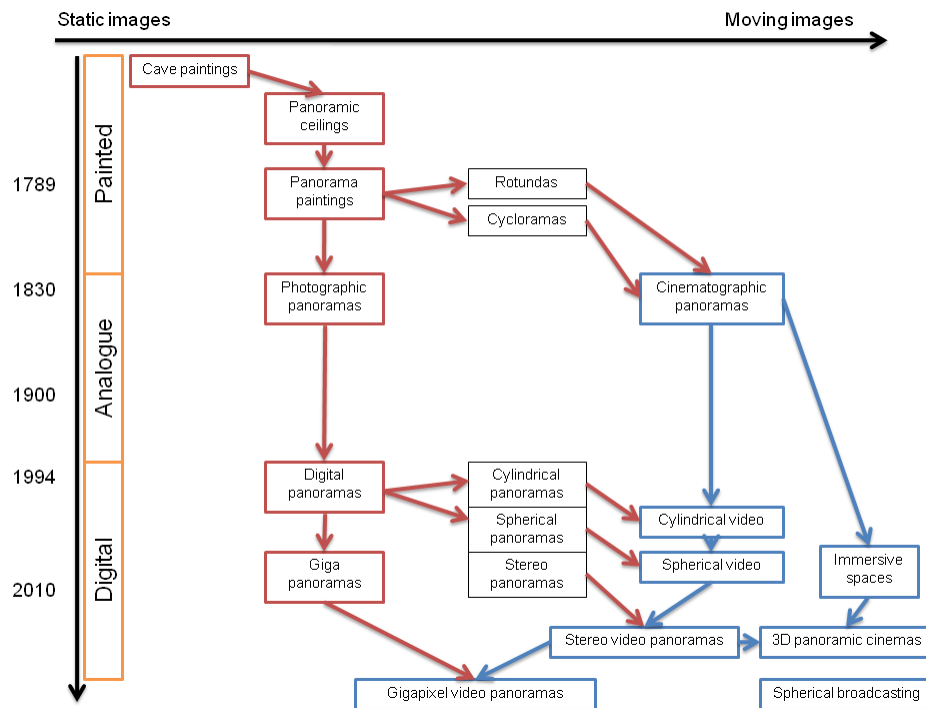 Static images
Moving images
Cave paintings
Panoramic
ceilings
Painted
1789
Panorama
paintings
Rotundas
Cycloramas
1830
Photographic
panoramas
Cinematographic
panoramas
Analogue
1900
1994
Digital
panoramas
Cylindrical
panoramas
Spherical
panoramas
Cylindrical video
Digital
2010
Giga
panoramas
Stereo
panoramas
Spherical video
Immersive
spaces
Stereo video panoramas
3D panoramic cinemas
Gigapixel video panoramas
Spherical broadcasting